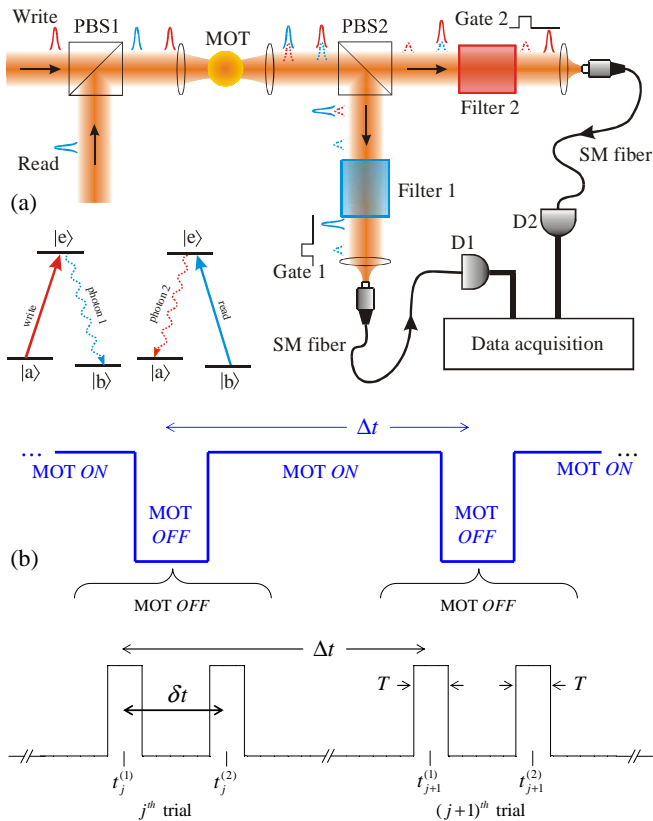 Write
PBS1
MOT
PBS2
Gate 2
Filter 2
SM fiber
Read
(a)
Filter 1
D2
Gate 1
D1
SM fiber
Data acquisition
|e⟩
|e⟩
write
photon 1
photon 2
read
|a⟩
|b⟩
|a⟩
|b⟩
Δt
...
...
MOT ON
MOT ON
MOT ON
MOT
OFF
MOT
OFF
(b)
MOT OFF
MOT OFF
Δt
δt
T
T
t_j^(1)
t_j^(2)
t_{j+1}^(1)
t_{j+1}^(2)
j^th trial
(j+1)^th trial